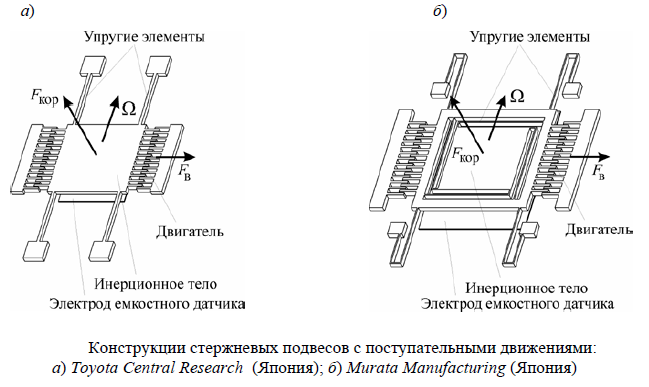 а)
Упругие элементы
Fкор
Ω
Fв
Двигатель
Инерционное тело
Электрод емкостного датчика
б)
Упругие элементы
Ω
Fкор
Fв
Двигатель
Инерционное тело
Электрод емкостного датчика
Конструкции стержневых подвесов с поступательными движениями:
а) Toyota Central Research (Япония); б) Murata Manufacturing (Япония)